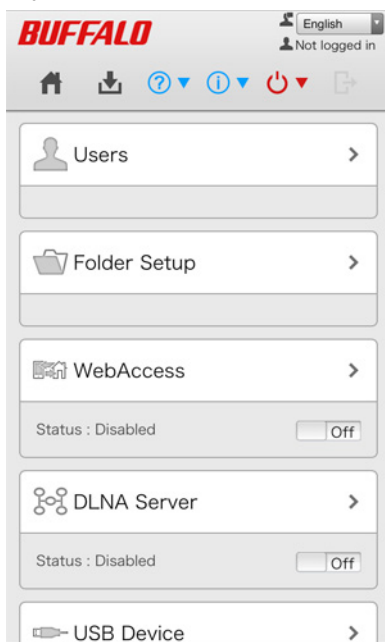 BUFFALO
English
Not logged in
Users
Folder Setup
WebAccess
Status : Disabled
Off
DLNA Server
Status : Disabled
Off
USB Device